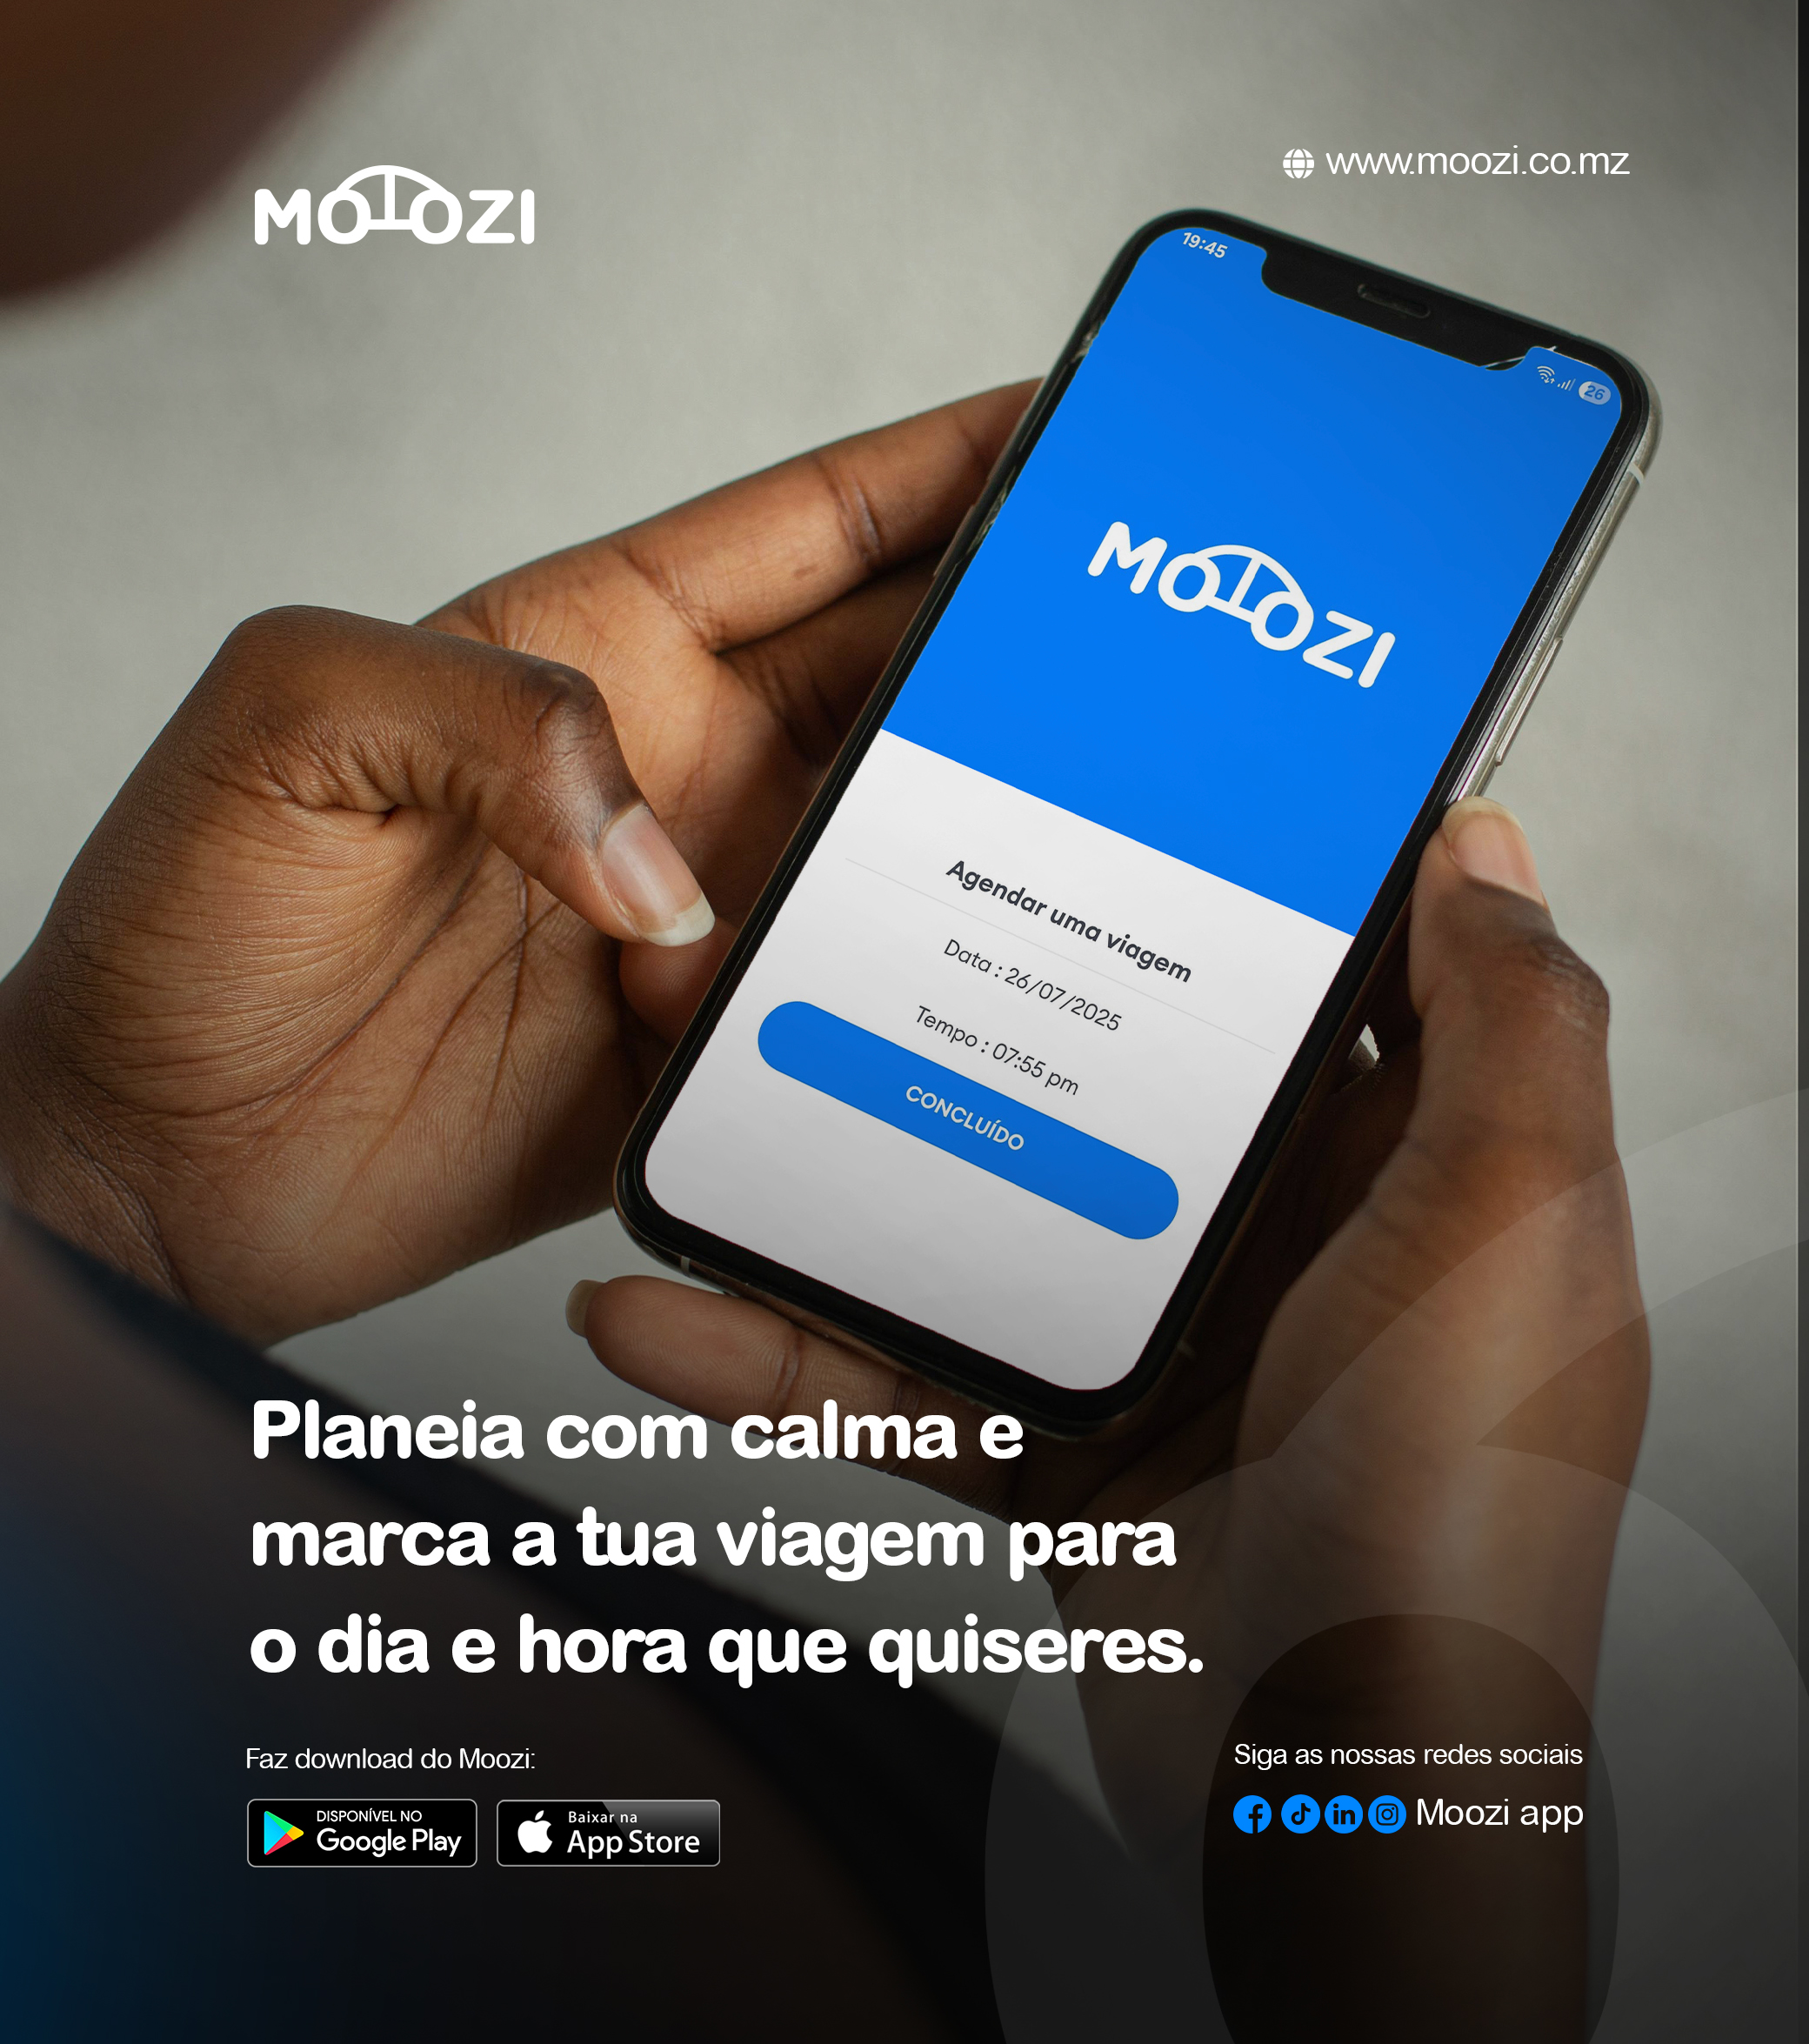 MOOZI
www.moozi.co.mz
19:45
26
MOOZI
Agendar uma viagem
Data : 26/07/2025
Tempo : 07:55 pm
CONCLUÍDO
Planeia com calma e
marca a tua viagem para
o dia e hora que quiseres.
Faz download do Moozi:
DISPONÍVEL NO
Google Play
Baixar na
App Store
Siga as nossas redes sociais
Moozi app